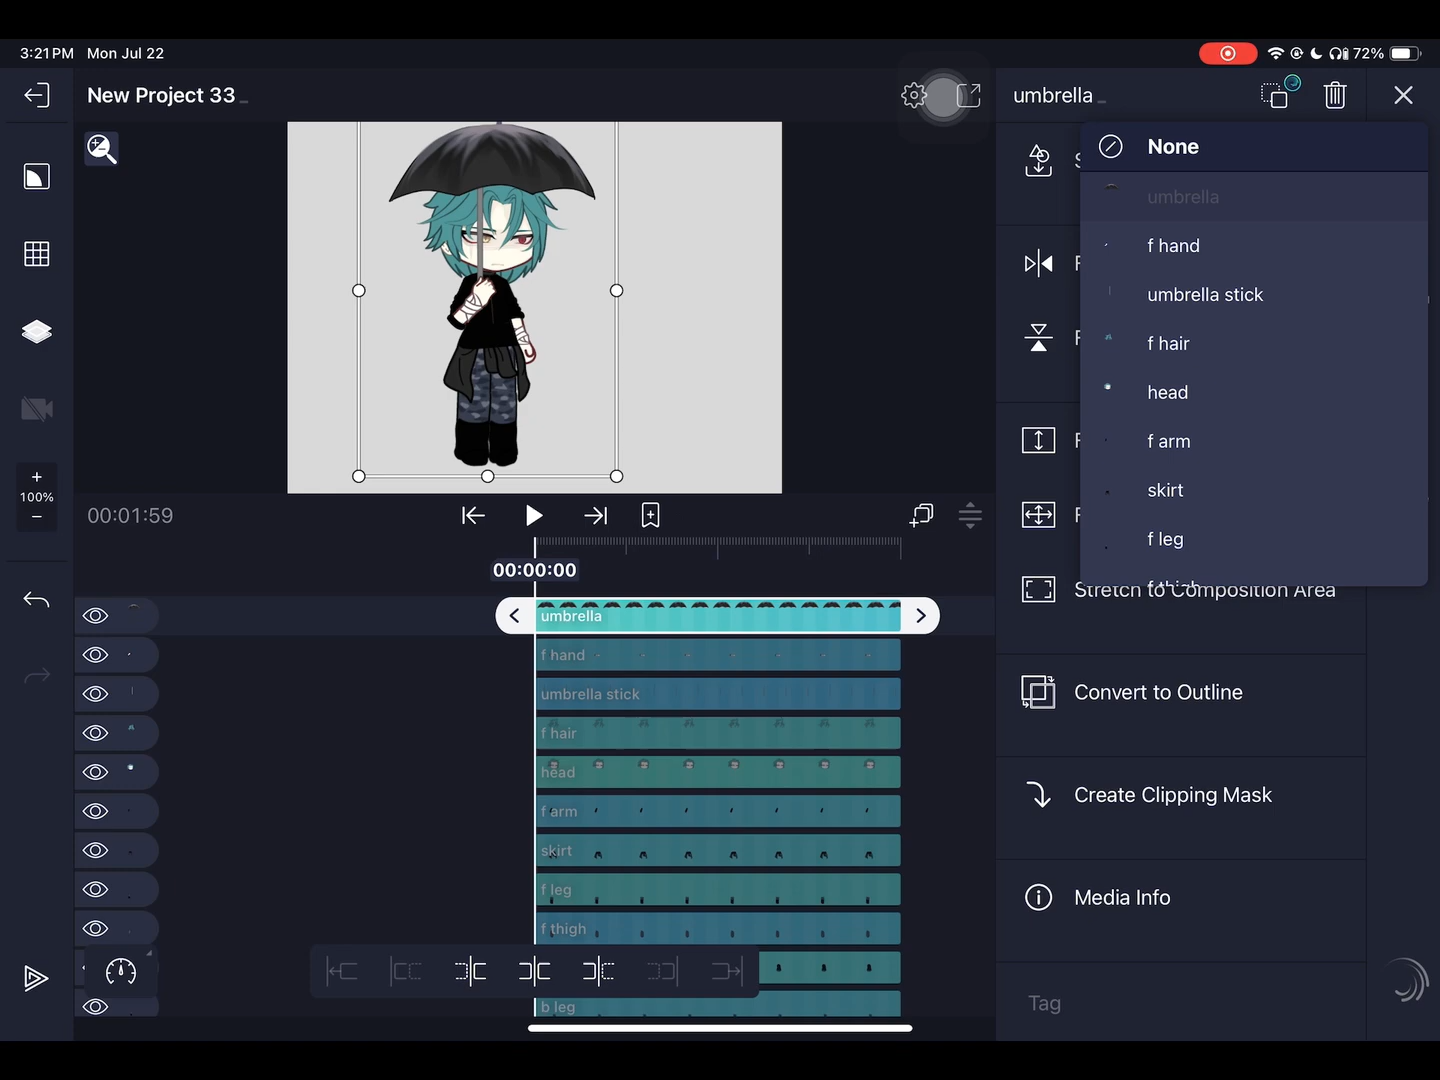 3:21 PM Mon Jul 22
72%
New Project 33
umbrella
None
umbrella
f hand
umbrella stick
f hair
head
f arm
skirt
f leg
f thigh
Stretch to Composition Area
Convert to Outline
Create Clipping Mask
Media Info
Tag
+
100%
−
00:01:59
00:00:00
umbrella
f hand
umbrella stick
f hair
head
f arm
skirt
f leg
f thigh
b leg